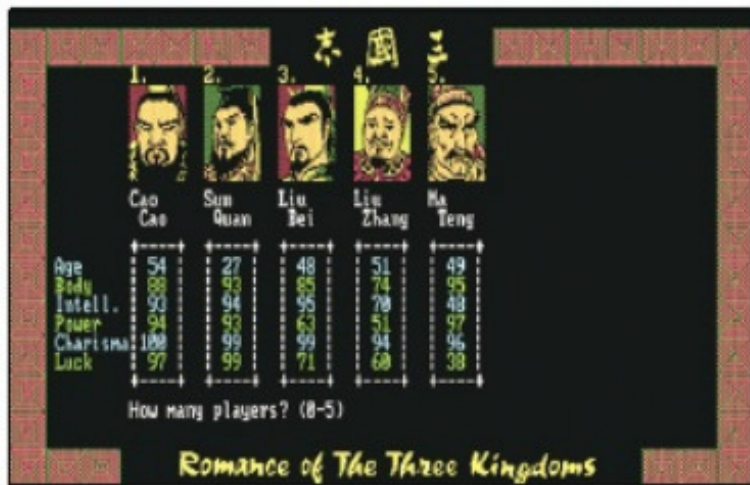 志國三
1. 2. 3. 4. 5.
Cao Cao Sun Quan Liu Bei Liu Zhang Ma Teng
Age 54 27 48 51 49
Body 88 93 85 74 95
Intell. 93 94 95 70 48
Power 94 93 63 51 97
Charisma 100 99 99 94 96
Luck 97 99 71 60 38
How many players? (0-5)
Romance of The Three Kingdoms